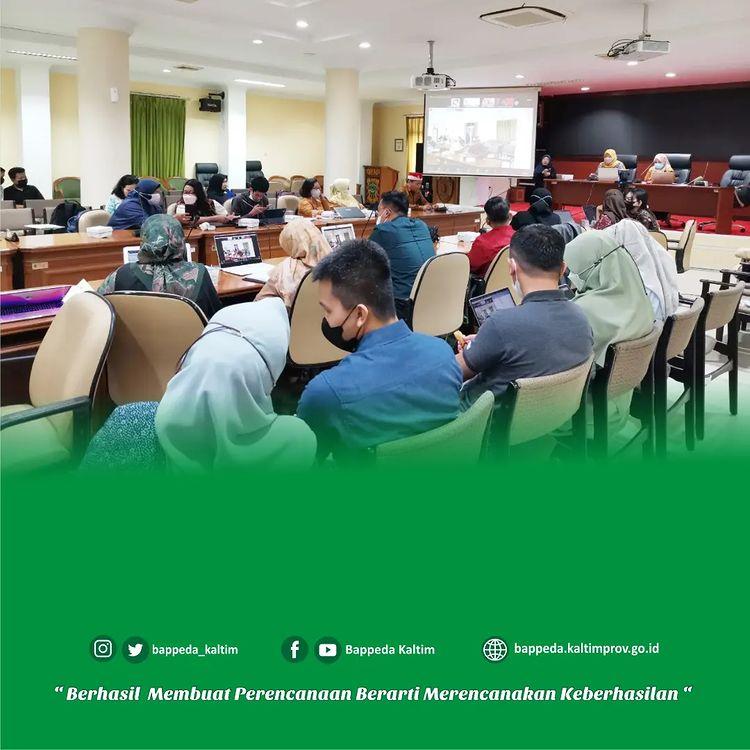 bappeda_kaltim
Bappeda Kaltim
bappeda.kaltimprov.go.id
“ Berhasil Membuat Perencanaan Berarti Merencanakan Keberhasilan “